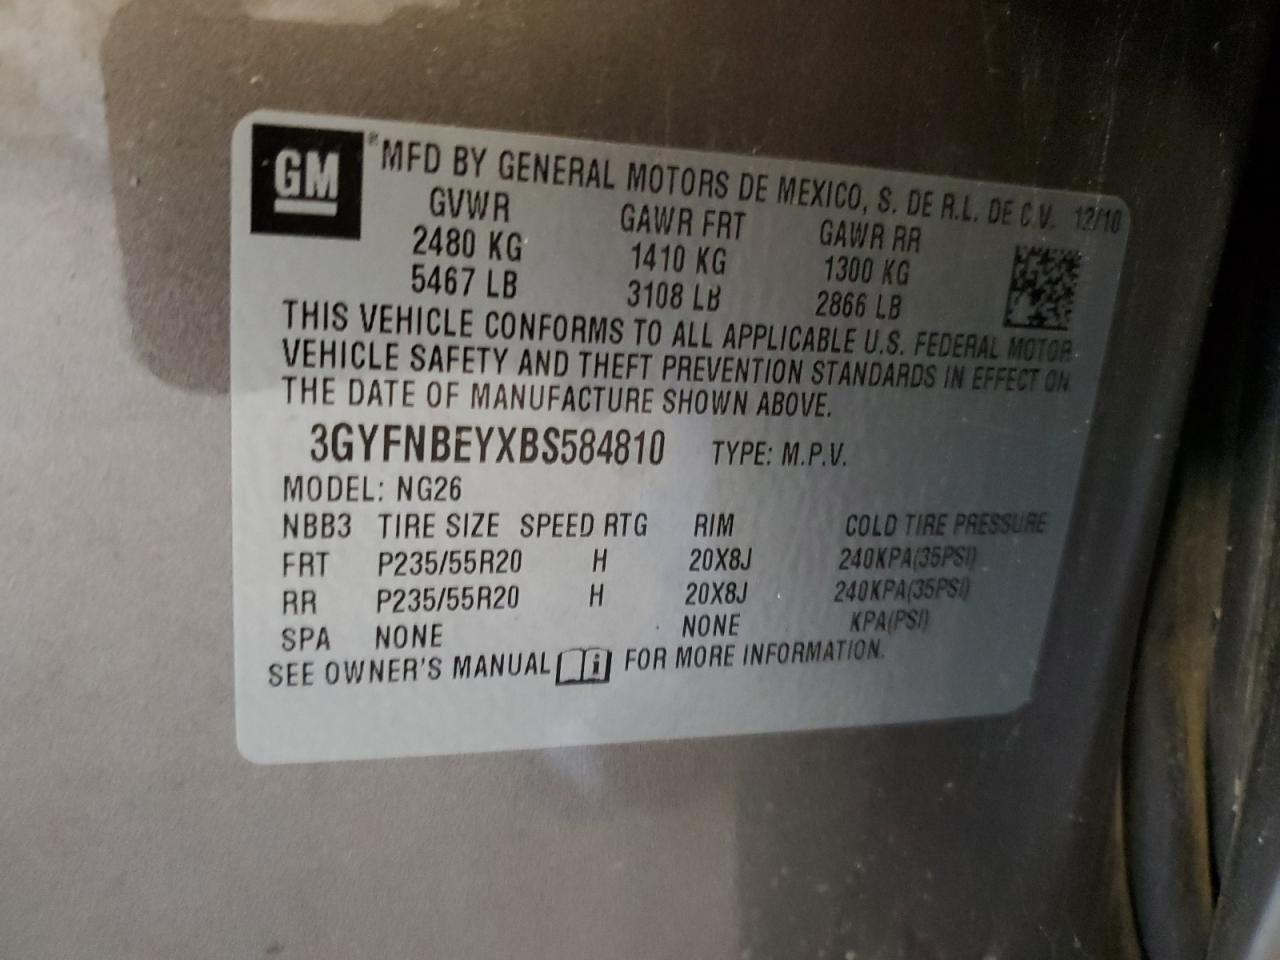 GM ® MFD BY GENERAL MOTORS DE MEXICO, S. DE R.L. DE C.V. 12/10
GVWR GAWR FRT GAWR RR
2480 KG 1410 KG 1300 KG
5467 LB 3108 LB 2866 LB
THIS VEHICLE CONFORMS TO ALL APPLICABLE U.S. FEDERAL MOTOR
VEHICLE SAFETY AND THEFT PREVENTION STANDARDS IN EFFECT ON
THE DATE OF MANUFACTURE SHOWN ABOVE.
3GYFNBEYXBS584810 TYPE: M.P.V.
MODEL: NG26
NBB3 TIRE SIZE SPEED RTG RIM COLD TIRE PRESSURE
FRT P235/55R20 H 20X8J 240KPA(35PSI)
RR P235/55R20 H 20X8J 240KPA(35PSI)
SPA NONE NONE KPA(PSI)
SEE OWNER'S MANUAL i FOR MORE INFORMATION.